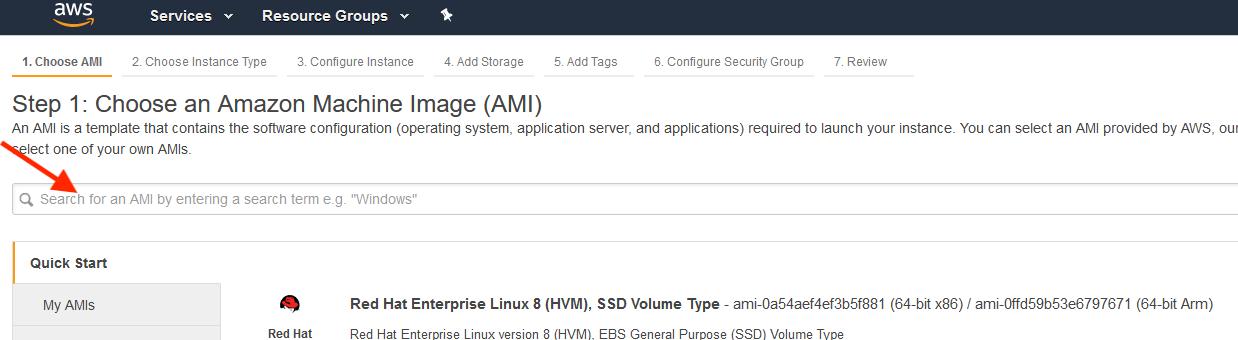 aws
Services
Resource Groups
1. Choose AMI
2. Choose Instance Type
3. Configure Instance
4. Add Storage
5. Add Tags
6. Configure Security Group
7. Review
Step 1: Choose an Amazon Machine Image (AMI)
An AMI is a template that contains the software configuration (operating system, application server, and applications) required to launch your instance. You can select an AMI provided by AWS, our
select one of your own AMIs.
Search for an AMI by entering a search term e.g. "Windows"
Quick Start
My AMIs
Red Hat
Red Hat Enterprise Linux 8 (HVM), SSD Volume Type - ami-0a54aef4ef3b5f881 (64-bit x86) / ami-0ffd59b53e6797671 (64-bit Arm)
Red Hat Enterprise Linux version 8 (HVM), EBS General Purpose (SSD) Volume Type